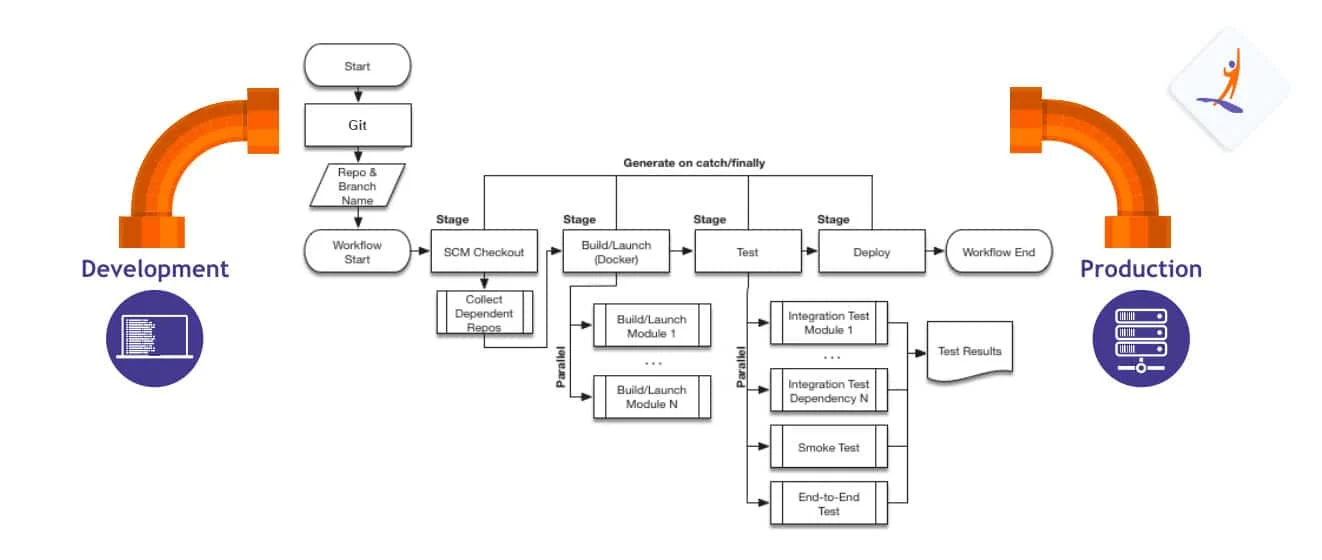 Start
Git
Repo &
Branch
Name
Workflow
Start
Generate on catch/finally
Stage
SCM Checkout
Collect
Dependent
Repos
Stage
Build/Launch
(Docker)
Parallel
Build/Launch
Module 1
...
Build/Launch
Module N
Stage
Test
Parallel
Integration Test
Module 1
...
Integration Test
Dependency N
Smoke Test
End-to-End
Test
Test Results
Stage
Deploy
Workflow End
Development
Production